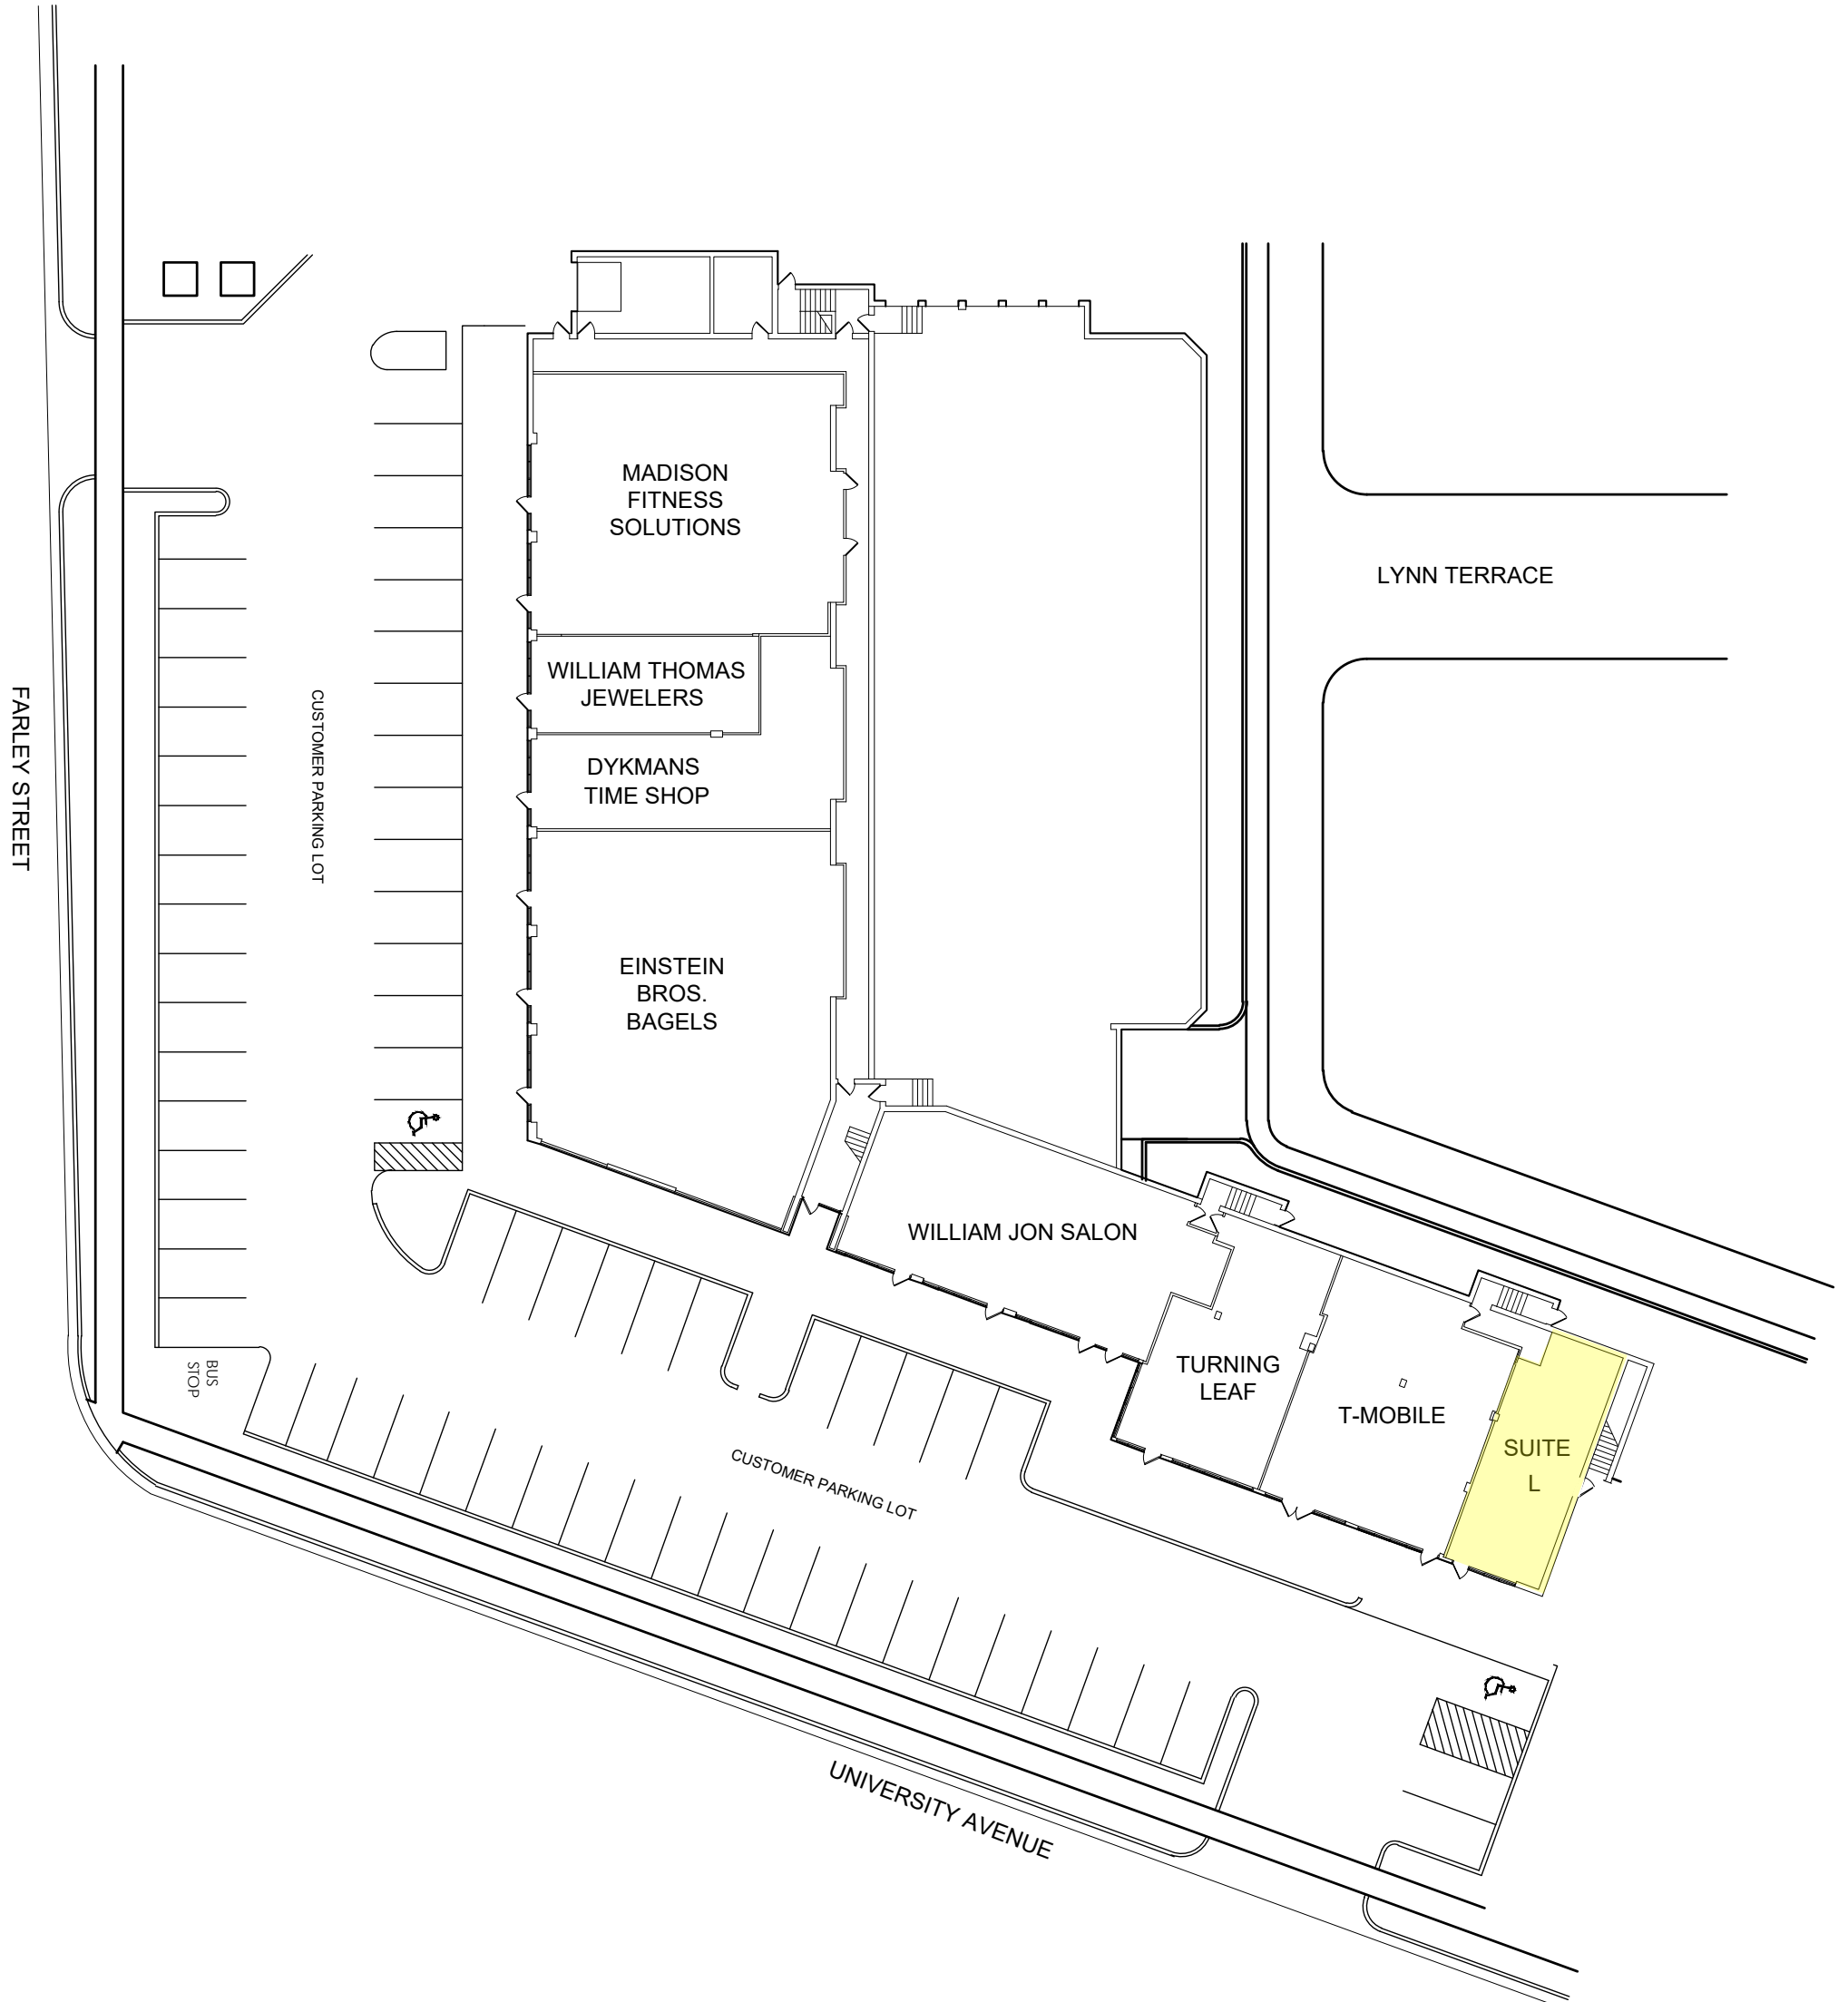 MADISON
FITNESS
SOLUTIONS
LYNN TERRACE
WILLIAM THOMAS
JEWELERS
FARLEY STREET
CUSTOMER PARKING LOT
DYKMANS
TIME SHOP
EINSTEIN
BROS.
BAGELS
WILLIAM JON SALON
TURNING
LEAF
T-MOBILE
SUITE
L
BUS
STOP
CUSTOMER PARKING LOT
UNIVERSITY AVENUE